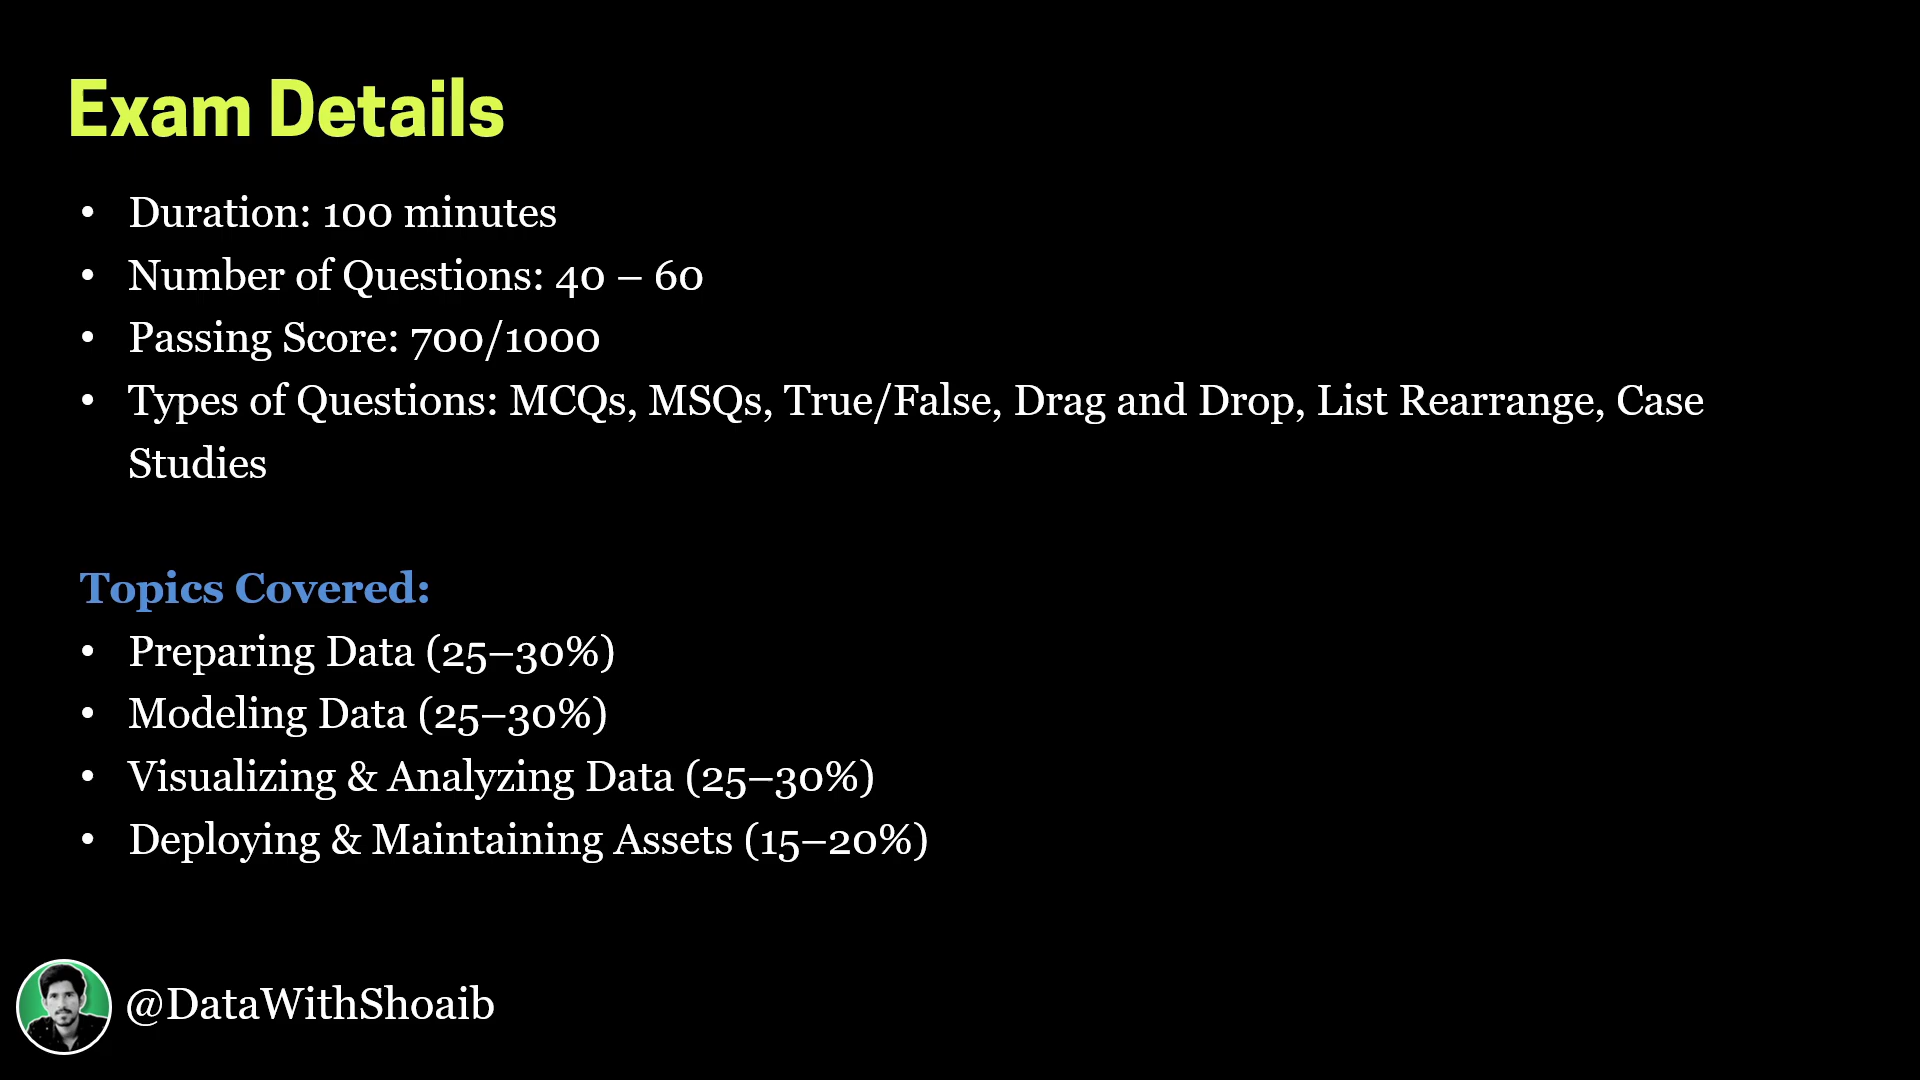 Exam Details
• Duration: 100 minutes
• Number of Questions: 40 – 60
• Passing Score: 700/1000
• Types of Questions: MCQs, MSQs, True/False, Drag and Drop, List Rearrange, Case
Studies
Topics Covered:
• Preparing Data (25–30%)
• Modeling Data (25–30%)
• Visualizing & Analyzing Data (25–30%)
• Deploying & Maintaining Assets (15–20%)
@DataWithShoaib